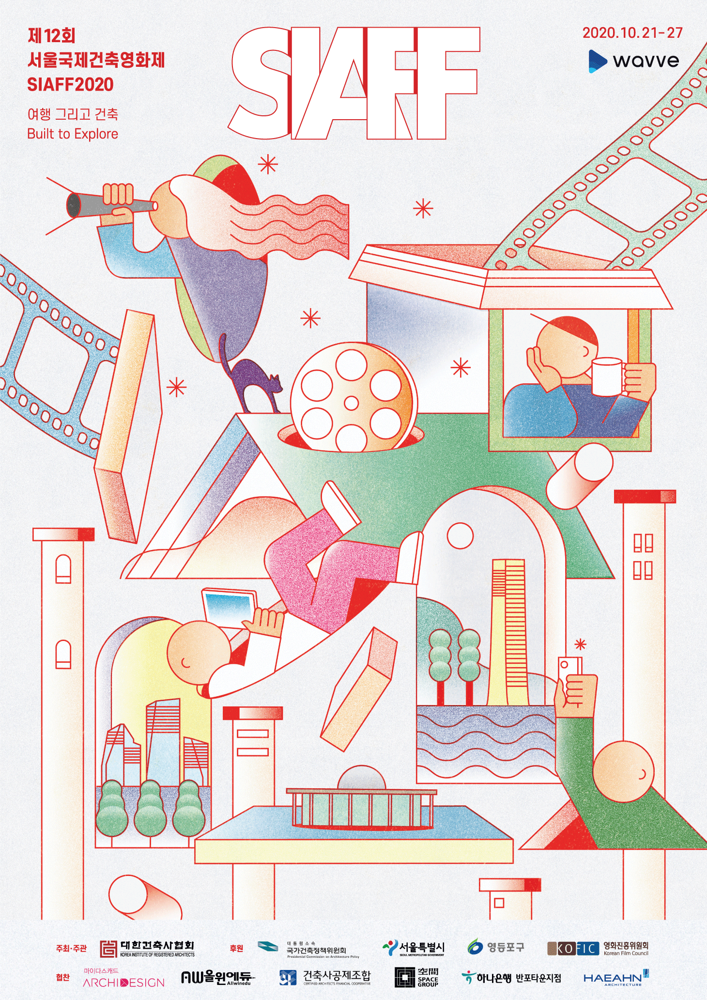 제12회
서울국제건축영화제
SIAFF2020
여행 그리고 건축
Built to Explore
SIAFF
2020.10.21-27
wavve
주최·주관
대한건축사협회
KOREA INSTITUTE OF REGISTERED ARCHITECTS
후원
대통령소속
국가건축정책위원회
Presidential Commission on Architecture Policy
서울특별시
SEOUL METROPOLITAN GOVERNMENT
영등포구
KOFIC
영화진흥위원회
Korean Film Council
협찬
마이다스캐드
ARCHIDESIGN
AW올윈에듀
Allwinedu
건축사공제조합
CERTIFIED ARCHITECTS FINANCIAL COOPERATIVE
空間
SPACE
GROUP
하나은행 반포타운지점
HAEAHN
ARCHITECTURE